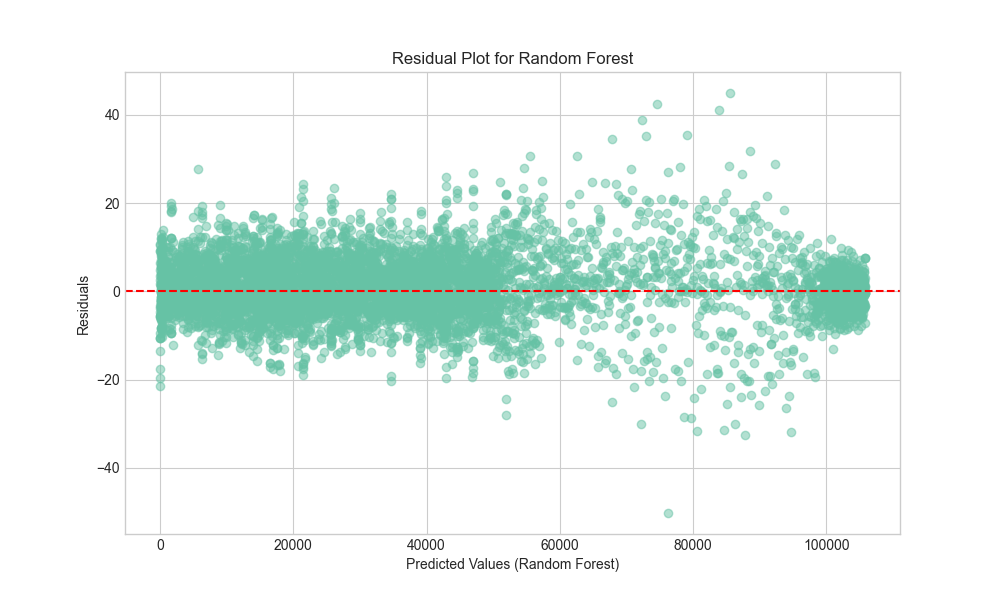 Residual Plot for Random Forest
40
20
0
−20
−40
Residuals
0 20000 40000 60000 80000 100000
Predicted Values (Random Forest)